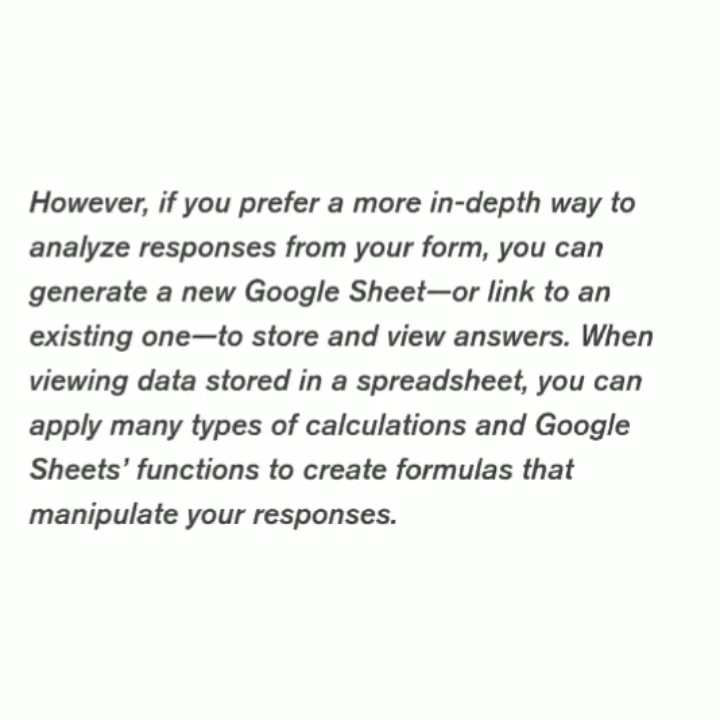 However, if you prefer a more in-depth way to
analyze responses from your form, you can
generate a new Google Sheet—or link to an
existing one—to store and view answers. When
viewing data stored in a spreadsheet, you can
apply many types of calculations and Google
Sheets’ functions to create formulas that
manipulate your responses.